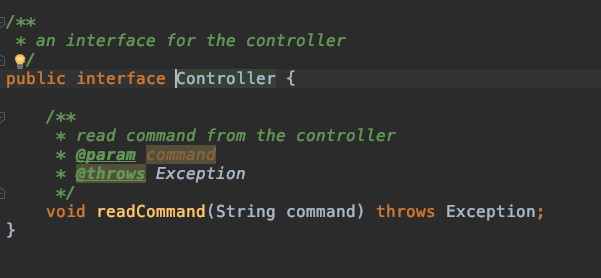 /**
 * an interface for the controller
 */
public interface Controller {
    /**
     * read command from the controller
     * @param command
     * @throws Exception
     */
    void readCommand(String command) throws Exception;
}